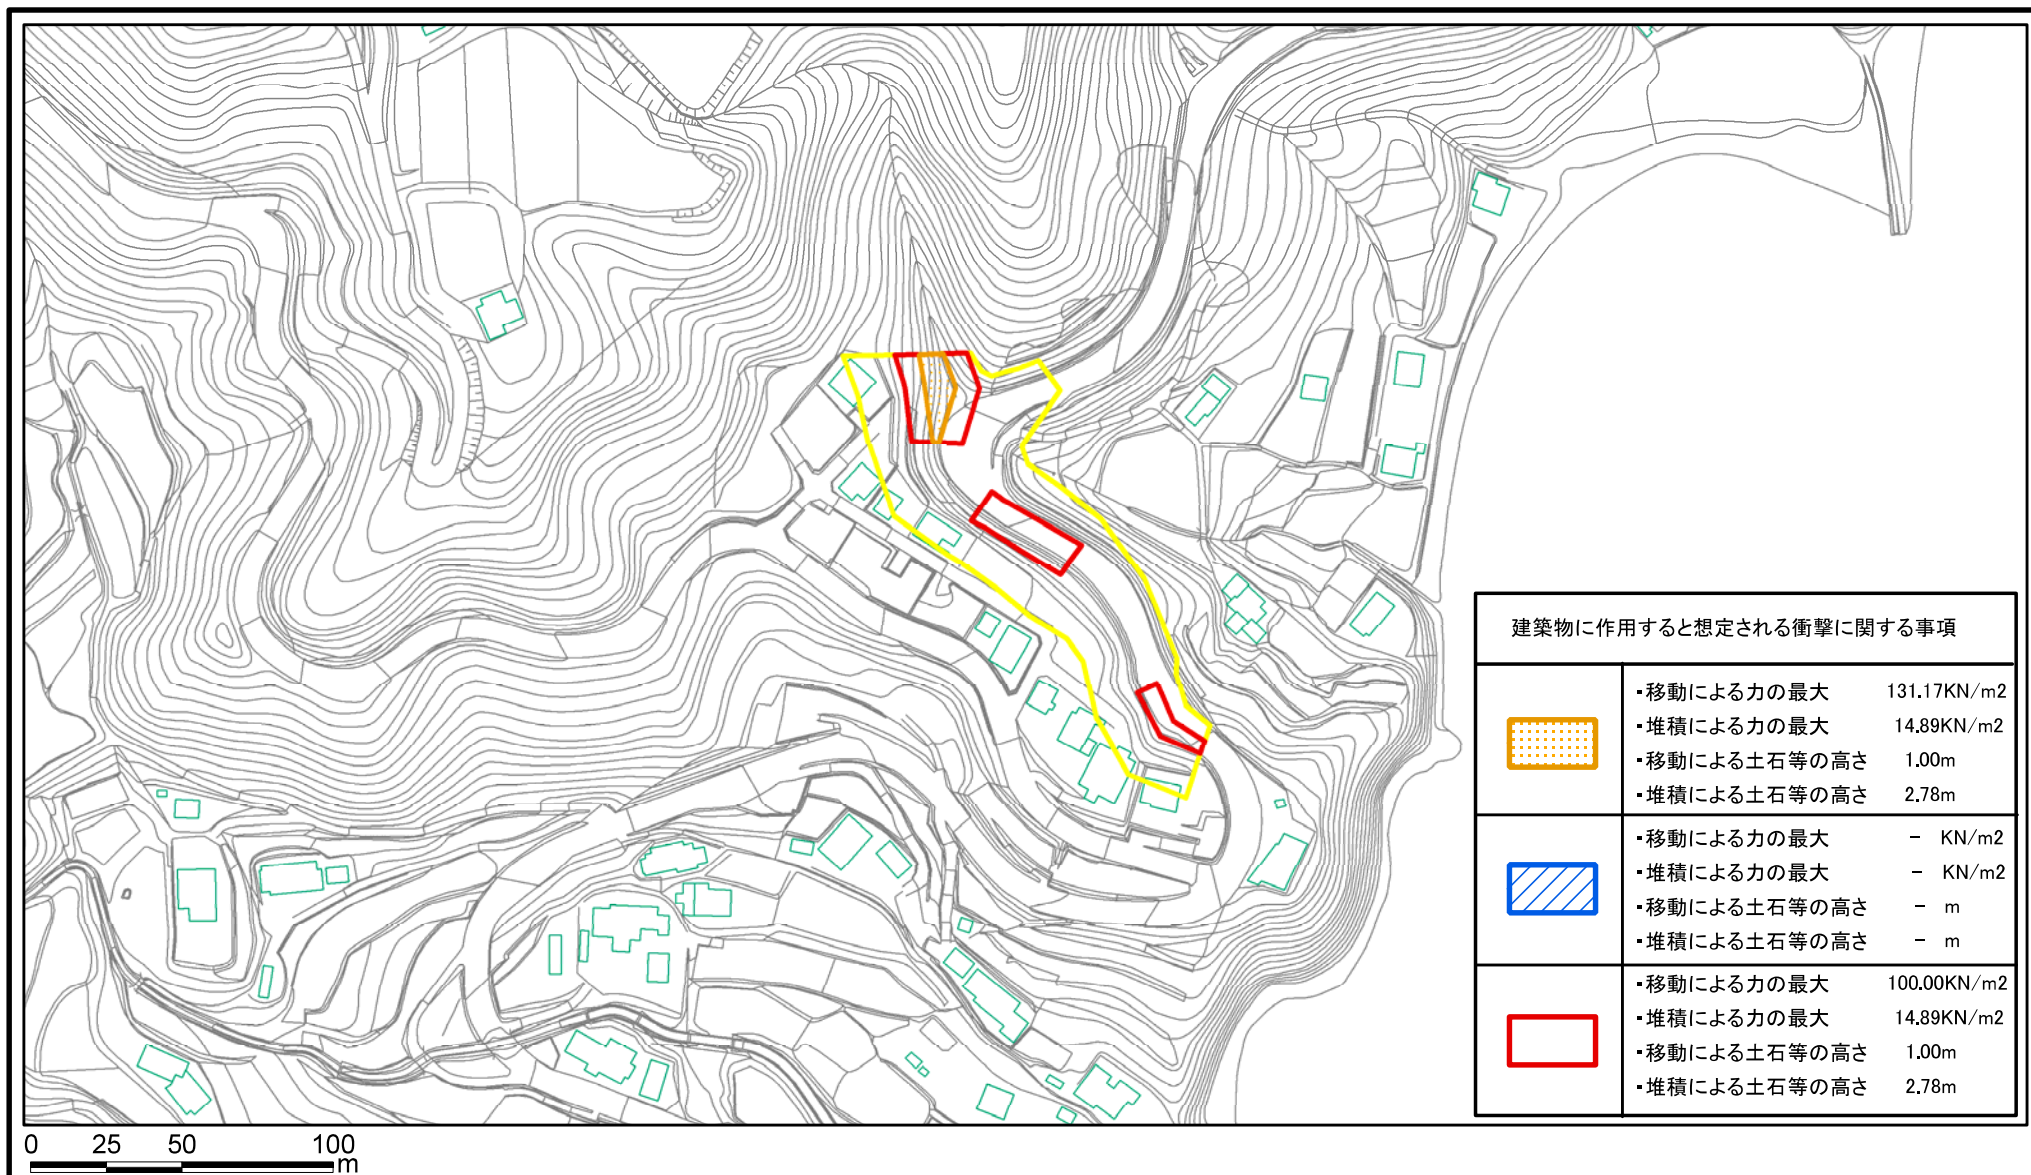 建築物に作用すると想定される衝撃に関する事項
・移動による力の最大 131.17KN/m2
・堆積による力の最大 14.89KN/m2
・移動による土石等の高さ 1.00m
・堆積による土石等の高さ 2.78m
・移動による力の最大 - KN/m2
・堆積による力の最大 - KN/m2
・移動による土石等の高さ - m
・堆積による土石等の高さ - m
・移動による力の最大 100.00KN/m2
・堆積による力の最大 14.89KN/m2
・移動による土石等の高さ 1.00m
・堆積による土石等の高さ 2.78m
0 25 50 100
m